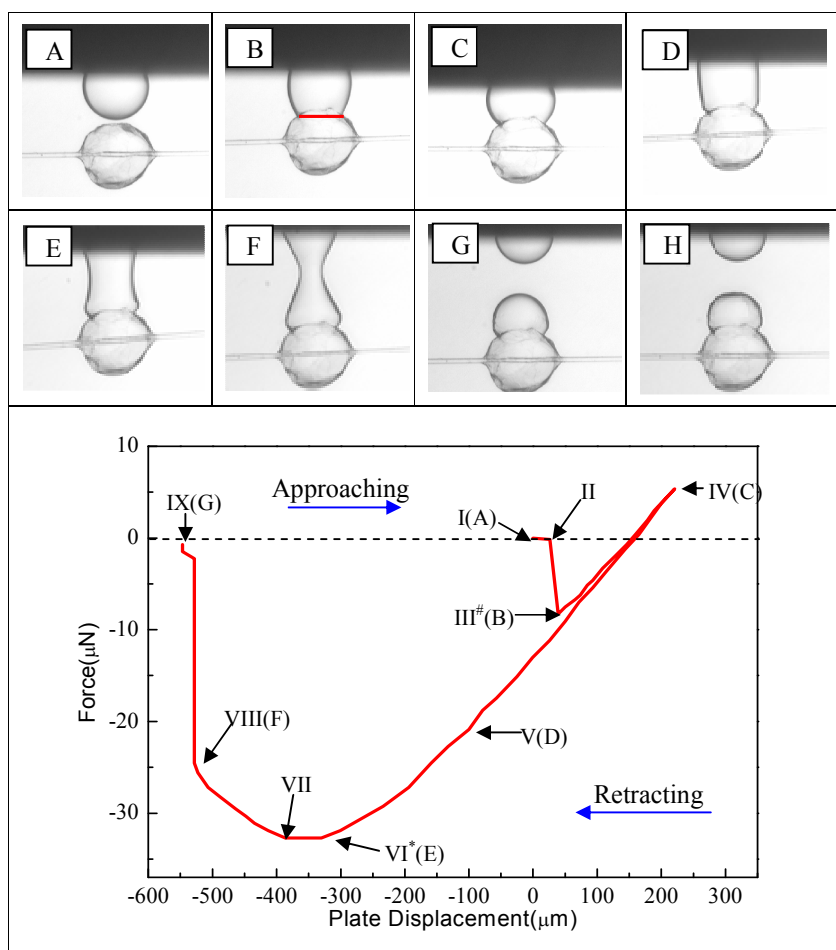 A
B
C
D
E
F
G
H
10
0
-10
-20
-30
Force(μN)
-600
-500
-400
-300
-200
-100
0
100
200
300
Plate Displacement(μm)
Approaching
Retracting
IX(G)
I(A)
II
IV(C)
III#(B)
V(D)
VIII(F)
VII
VI*(E)